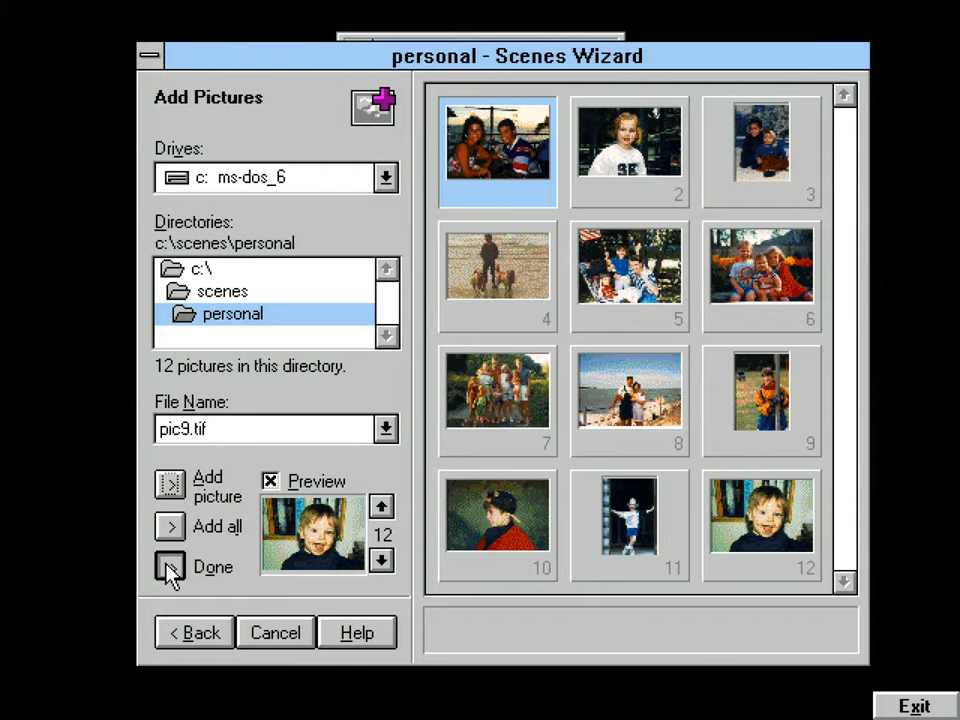 personal - Scenes Wizard
Add Pictures
Drives:
c: ms-dos_6
Directories:
c:\scenes\personal
c:\
scenes
personal
12 pictures in this directory.
File Name:
pic9.tif
Add picture
Preview
Add all
12
Done
< Back
Cancel
Help
2
3
4
5
6
7
8
9
10
11
12
Exit